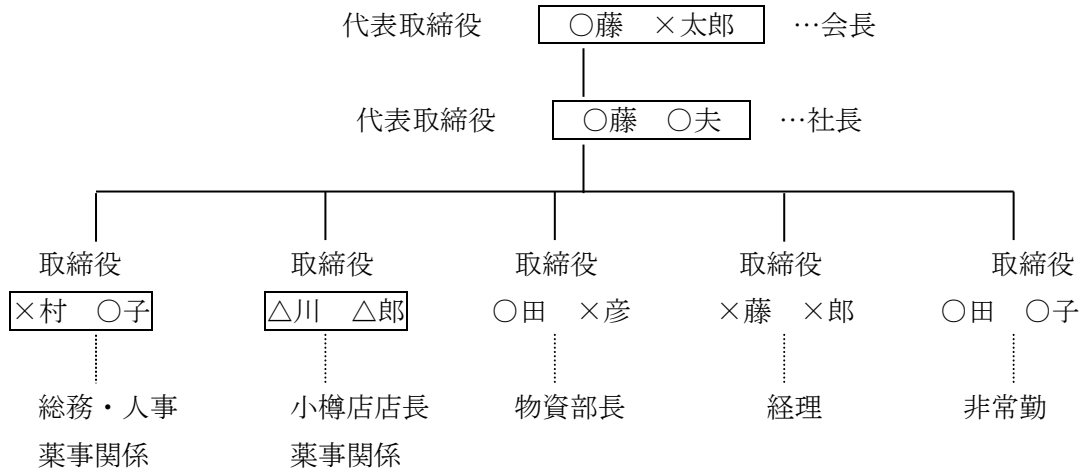 代表取締役 ○藤 ×太郎 …会長
代表取締役 ○藤 ○夫 …社長
取締役 取締役 取締役 取締役 取締役
×村 ○子 △川 △郎 ○田 ×彦 ×藤 ×郎 ○田 ○子
総務・人事 小樽店店長 物資部長 経理 非常勤
薬事関係 薬事関係